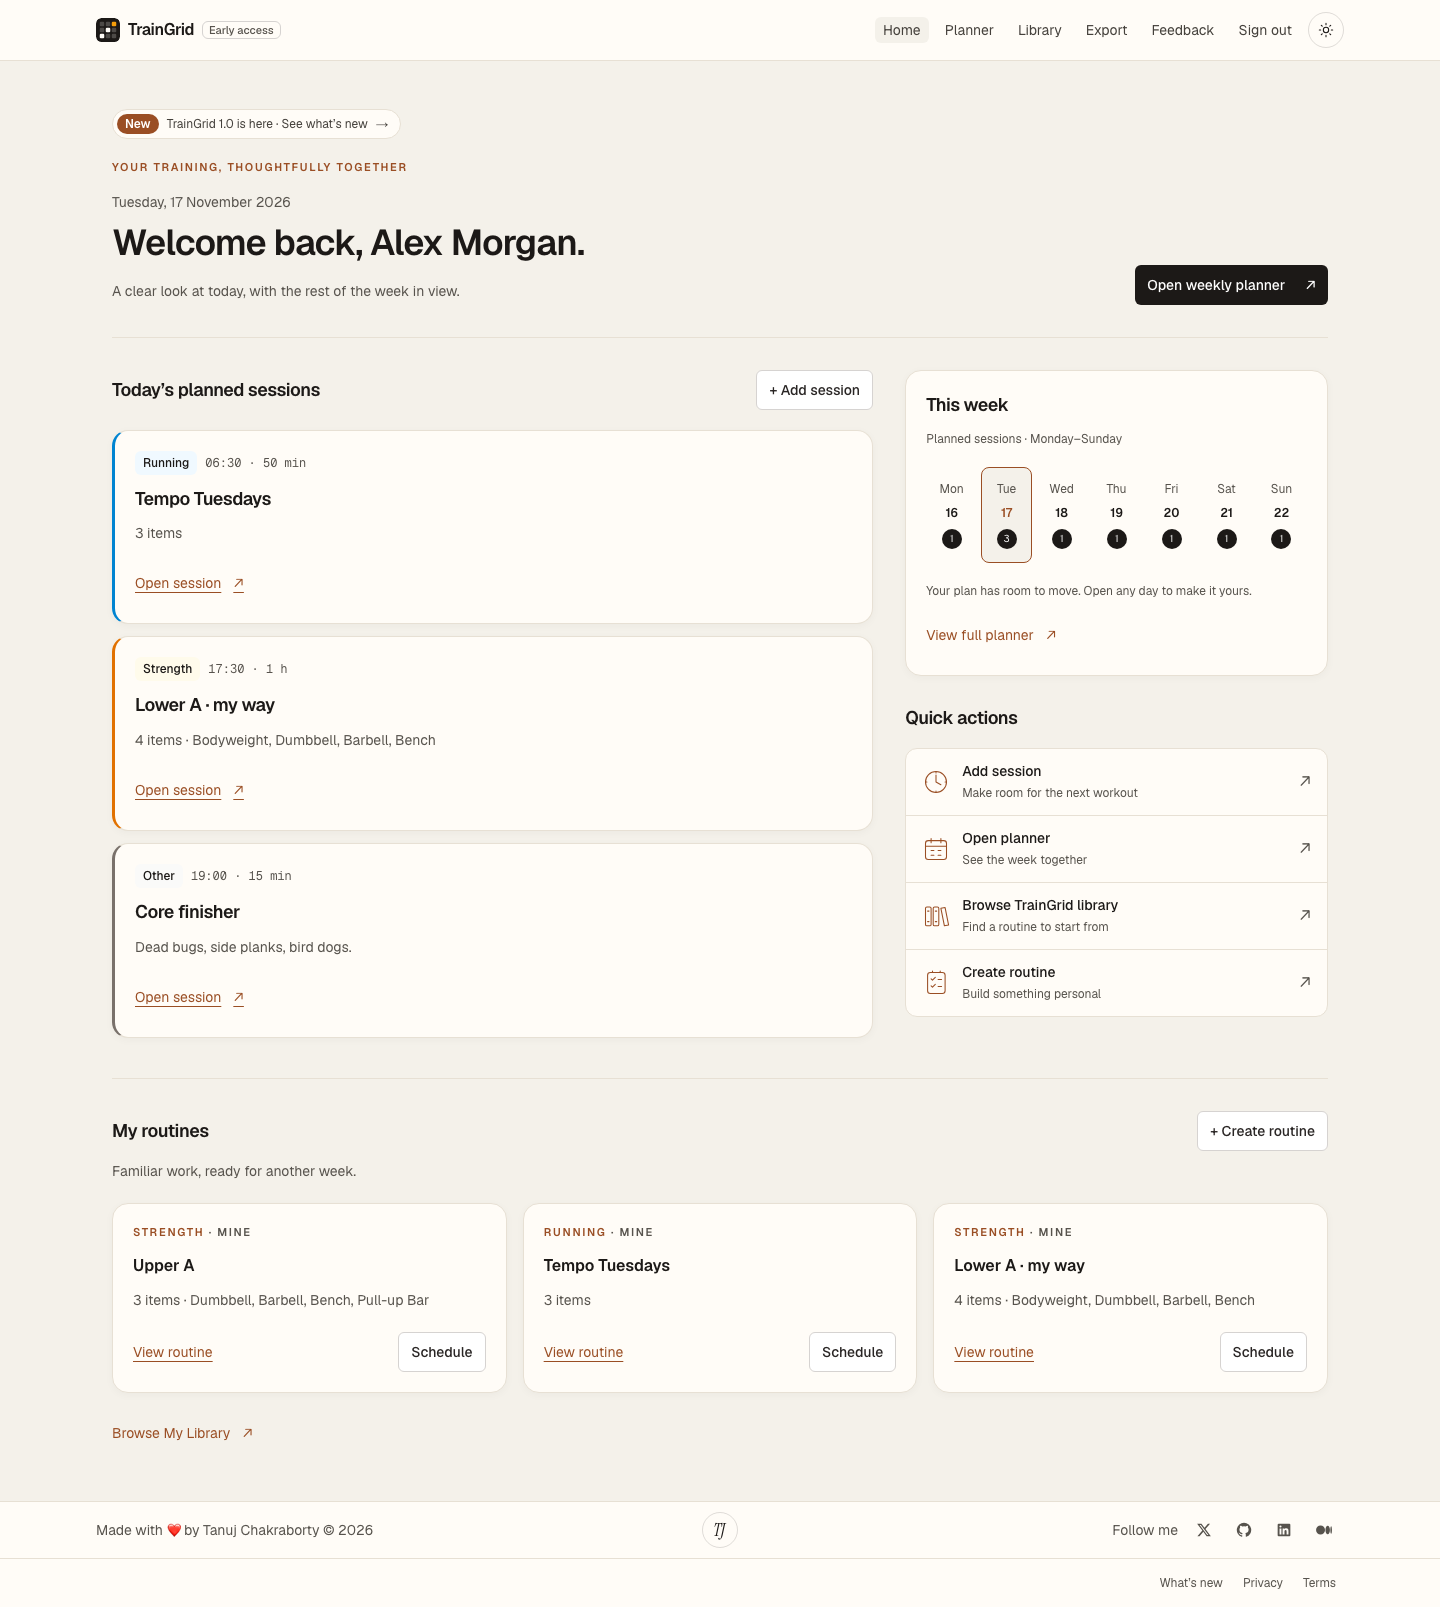 TrainGrid Early access
Home Planner Library Export Feedback Sign out
New TrainGrid 1.0 is here · See what's new →
YOUR TRAINING, THOUGHTFULLY TOGETHER
Tuesday, 17 November 2026
Welcome back, Alex Morgan.
A clear look at today, with the rest of the week in view.
Open weekly planner ↗
Today’s planned sessions
+ Add session
Running 06:30 · 50 min
Tempo Tuesdays
3 items
Open session ↗
Strength 17:30 · 1 h
Lower A · my way
4 items · Bodyweight, Dumbbell, Barbell, Bench
Open session ↗
Other 19:00 · 15 min
Core finisher
Dead bugs, side planks, bird dogs.
Open session ↗
This week
Planned sessions · Monday–Sunday
Mon Tue Wed Thu Fri Sat Sun
16 17 18 19 20 21 22
1 3 1 1 1 1 1
Your plan has room to move. Open any day to make it yours.
View full planner ↗
Quick actions
Add session ↗
Make room for the next workout
Open planner ↗
See the week together
Browse TrainGrid library ↗
Find a routine to start from
Create routine ↗
Build something personal
My routines
+ Create routine
Familiar work, ready for another week.
STRENGTH · MINE
Upper A
3 items · Dumbbell, Barbell, Bench, Pull-up Bar
View routine Schedule
RUNNING · MINE
Tempo Tuesdays
3 items
View routine Schedule
STRENGTH · MINE
Lower A · my way
4 items · Bodyweight, Dumbbell, Barbell, Bench
View routine Schedule
Browse My Library ↗
Made with ❤️ by Tanuj Chakraborty © 2026
TJ
Follow me
What's new Privacy Terms